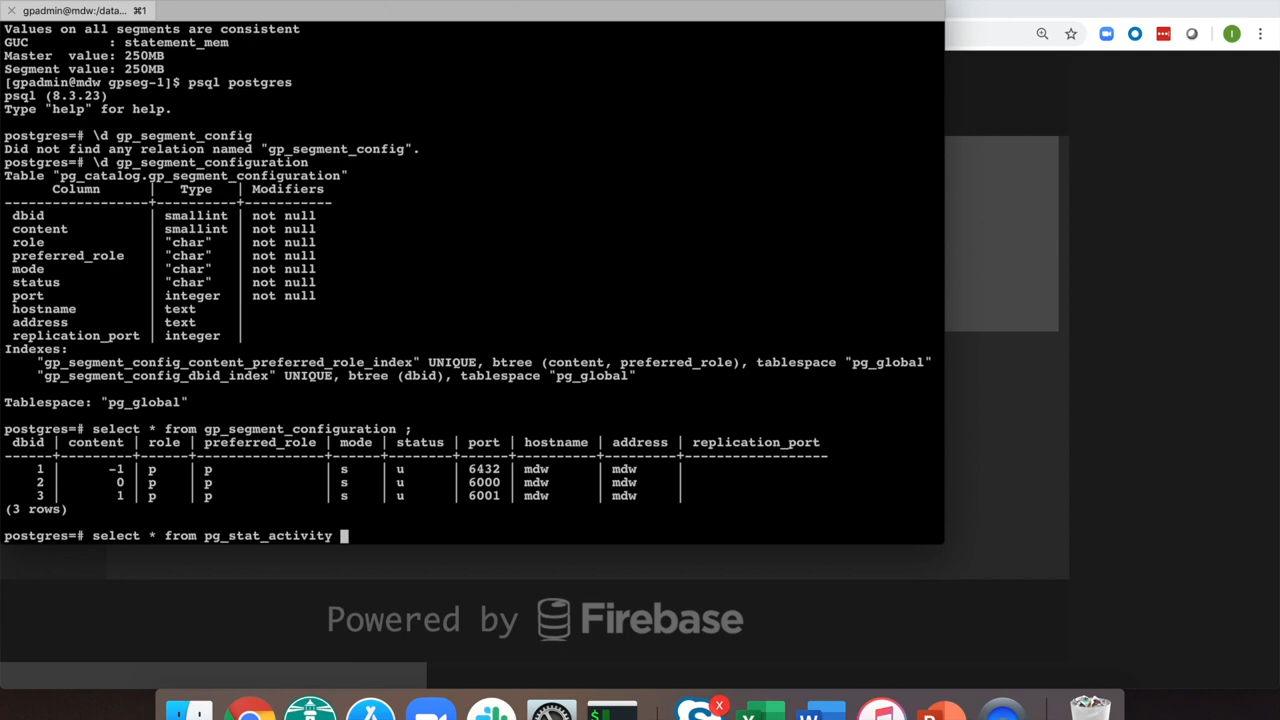 gpadmin@mdw:/data... ⌘1
Values on all segments are consistent
GUC          : statement_mem
Master  value: 250MB
Segment value: 250MB
[gpadmin@mdw gpseg-1]$ psql postgres
psql (8.3.23)
Type "help" for help.
postgres=# \d gp_segment_config
Did not find any relation named "gp_segment_config".
postgres=# \d gp_segment_configuration
Table "pg_catalog.gp_segment_configuration"
      Column      |   Type   | Modifiers
------------------+----------+-----------
 dbid             | smallint | not null
 content          | smallint | not null
 role             | "char"   | not null
 preferred_role   | "char"   | not null
 mode             | "char"   | not null
 status           | "char"   | not null
 port             | integer  | not null
 hostname         | text     |
 address          | text     |
 replication_port | integer  |
Indexes:
    "gp_segment_config_content_preferred_role_index" UNIQUE, btree (content, preferred_role), tablespace "pg_global"
    "gp_segment_config_dbid_index" UNIQUE, btree (dbid), tablespace "pg_global"
Tablespace: "pg_global"
postgres=# select * from gp_segment_configuration ;
 dbid | content | role | preferred_role | mode | status | port | hostname | address | replication_port
------+---------+------+----------------+------+--------+------+----------+---------+------------------
    1 |      -1 | p    | p              | s    | u      | 6432 | mdw      | mdw     |
    2 |       0 | p    | p              | s    | u      | 6000 | mdw      | mdw     |
    3 |       1 | p    | p              | s    | u      | 6001 | mdw      | mdw     |
(3 rows)
postgres=# select * from pg_stat_activity
Powered by Firebase